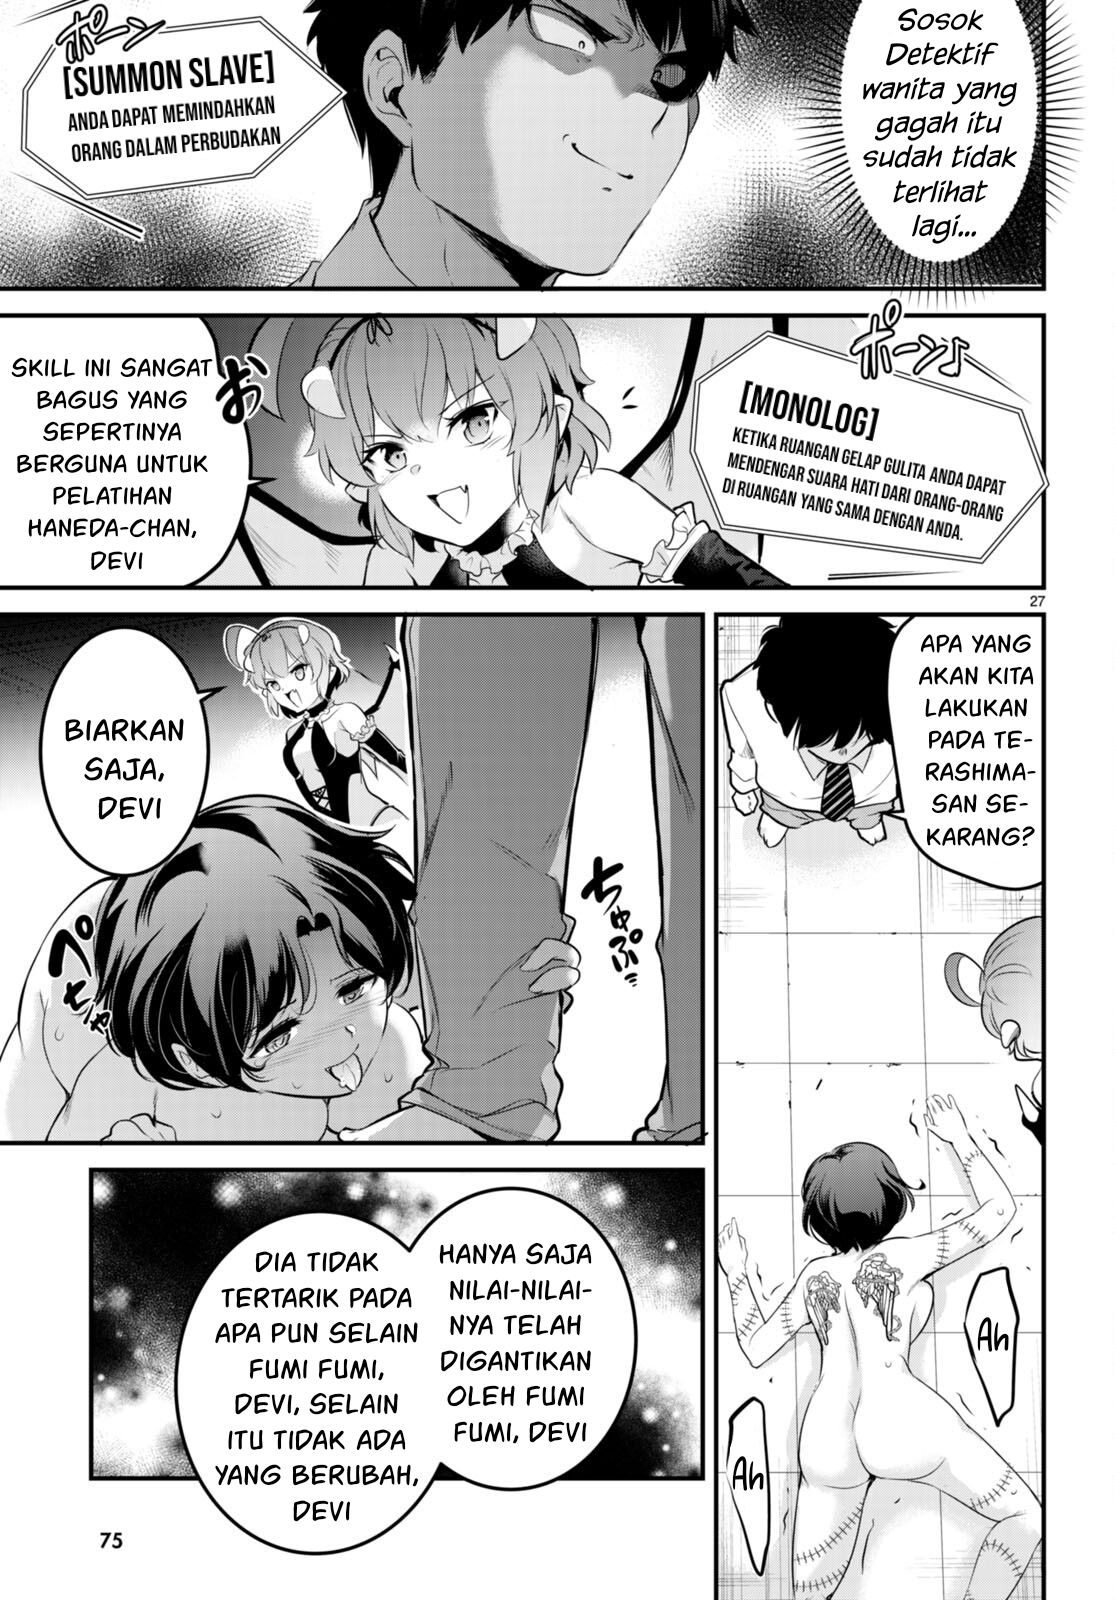 Sosok
Detektif
wanita yang
gagah itu
sudah tidak
terlihat
lagi...
ポーン
[SUMMON SLAVE]
ANDA DAPAT MEMINDAHKAN
ORANG DALAM PERBUDAKAN
ポーン♪
[MONOLOG]
KETIKA RUANGAN GELAP GULITA ANDA DAPAT
MENDENGAR SUARA HATI DARI ORANG-ORANG
DI RUANGAN YANG SAMA DENGAN ANDA.
お
SKILL INI SANGAT
BAGUS YANG
SEPERTINYA
BERGUNA UNTUK
PELATIHAN
HANEDA-CHAN,
DEVI
27
APA YANG
AKAN KITA
LAKUKAN
PADA TE-
RASHIMA-
SAN SE-
KARANG?
Ah
Ah
BIARKAN
SAJA,
DEVI
ちゅぷ
ペちゃ
HANYA SAJA
NILAI-NILAI-
NYA TELAH
DIGANTIKAN
OLEH FUMI
FUMI, DEVI
DIA TIDAK
TERTARIK PADA
APA PUN SELAIN
FUMI FUMI,
DEVI, SELAIN
ITU TIDAK ADA
YANG BERUBAH,
DEVI
75